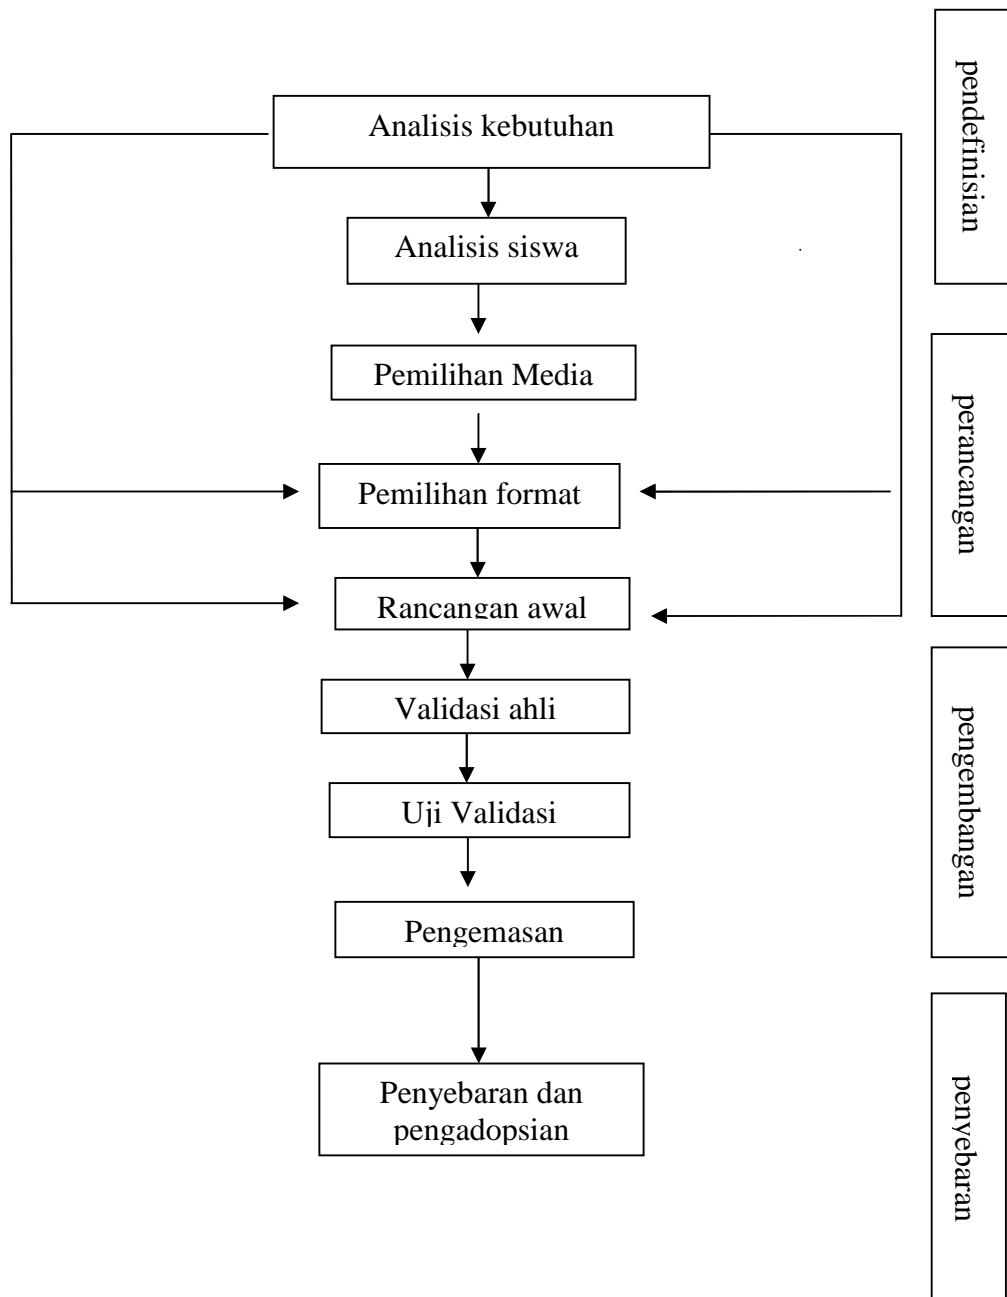 Analisis kebutuhan
Analisis siswa
Pemilihan Media
Pemilihan format
Rancangan awal
Validasi ahli
Uji Validasi
Pengemasan
Penyebaran dan
pengadopsian
pendefinisian
perancangan
pengembangan
penyebaran